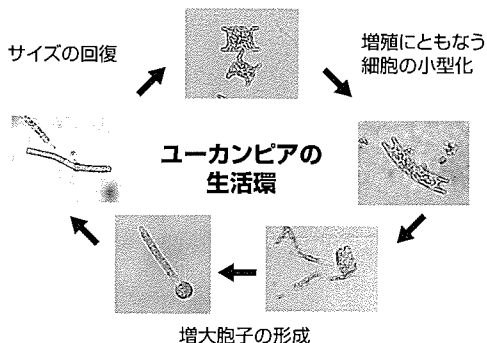 サイズの回復
増殖にともなう
細胞の小型化
ユーカンピアの
生活環
増大胞子の形成